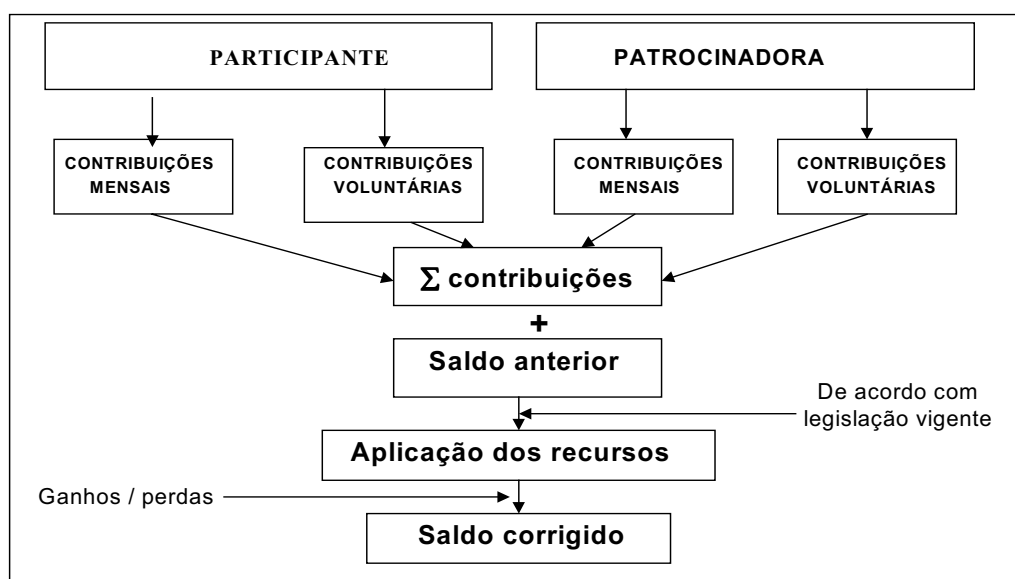 PARTICIPANTE
PATROCINADORA
CONTRIBUIÇÕES
MENSAIS
CONTRIBUIÇÕES
VOLUNTÁRIAS
CONTRIBUIÇÕES
MENSAIS
CONTRIBUIÇÕES
VOLUNTÁRIAS
Σ contribuições
+
Saldo anterior
De acordo com
legislação vigente
Aplicação dos recursos
Ganhos / perdas
Saldo corrigido